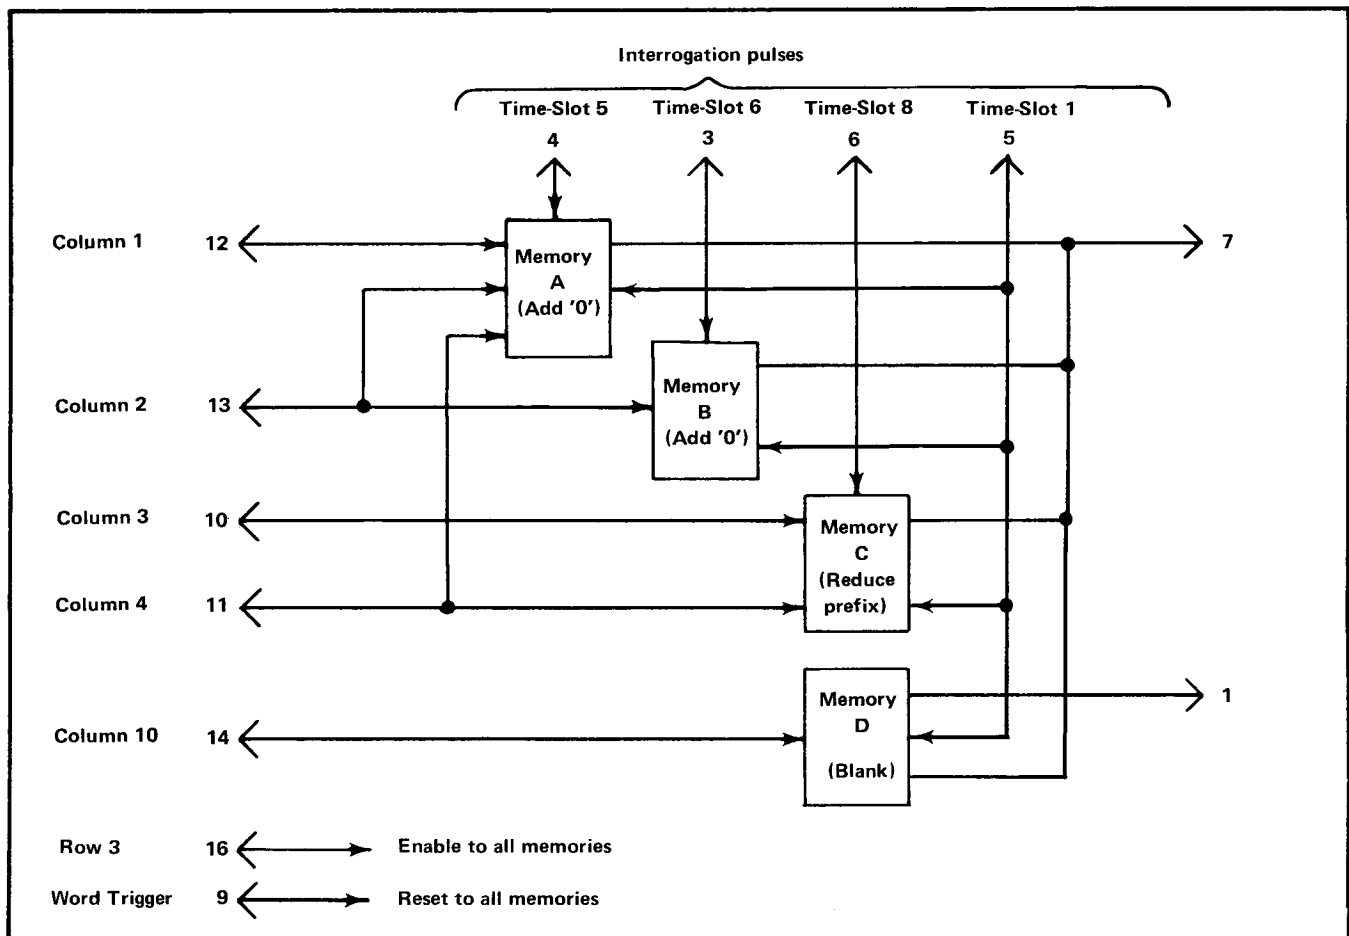 Interrogation pulses
Time-Slot 5 Time-Slot 6 Time-Slot 8 Time-Slot 1
4 3 6 5
Column 1 12 7
Memory
A
(Add '0')
Column 2 13
Memory
B
(Add '0')
Column 3 10
Memory
C
(Reduce
prefix)
Column 4 11
Memory
D
(Blank)
1
Column 10 14
Row 3 16 Enable to all memories
Word Trigger 9 Reset to all memories